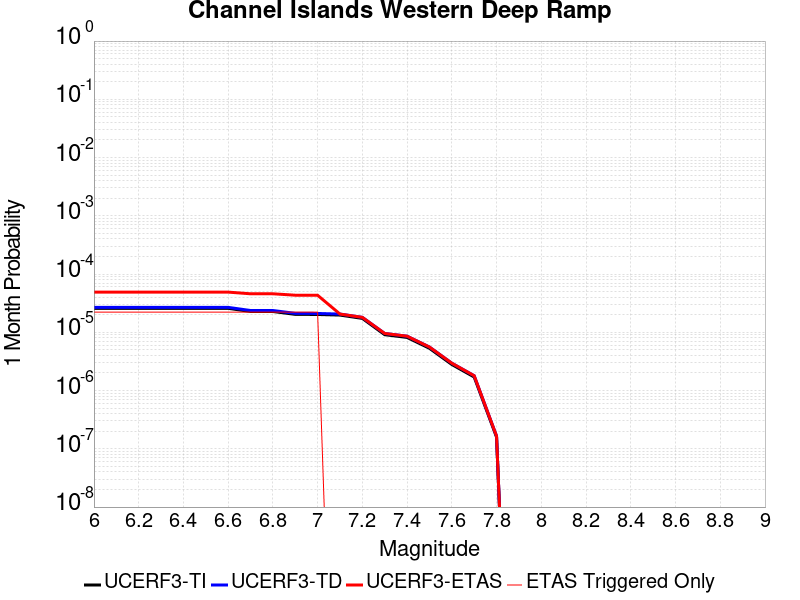 Channel Islands Western Deep Ramp
1 Month Probability
10^0
10^-1
10^-2
10^-3
10^-4
10^-5
10^-6
10^-7
10^-8
6 6.2 6.4 6.6 6.8 7 7.2 7.4 7.6 7.8 8 8.2 8.4 8.6 8.8 9
Magnitude
UCERF3-TI UCERF3-TD UCERF3-ETAS ETAS Triggered Only